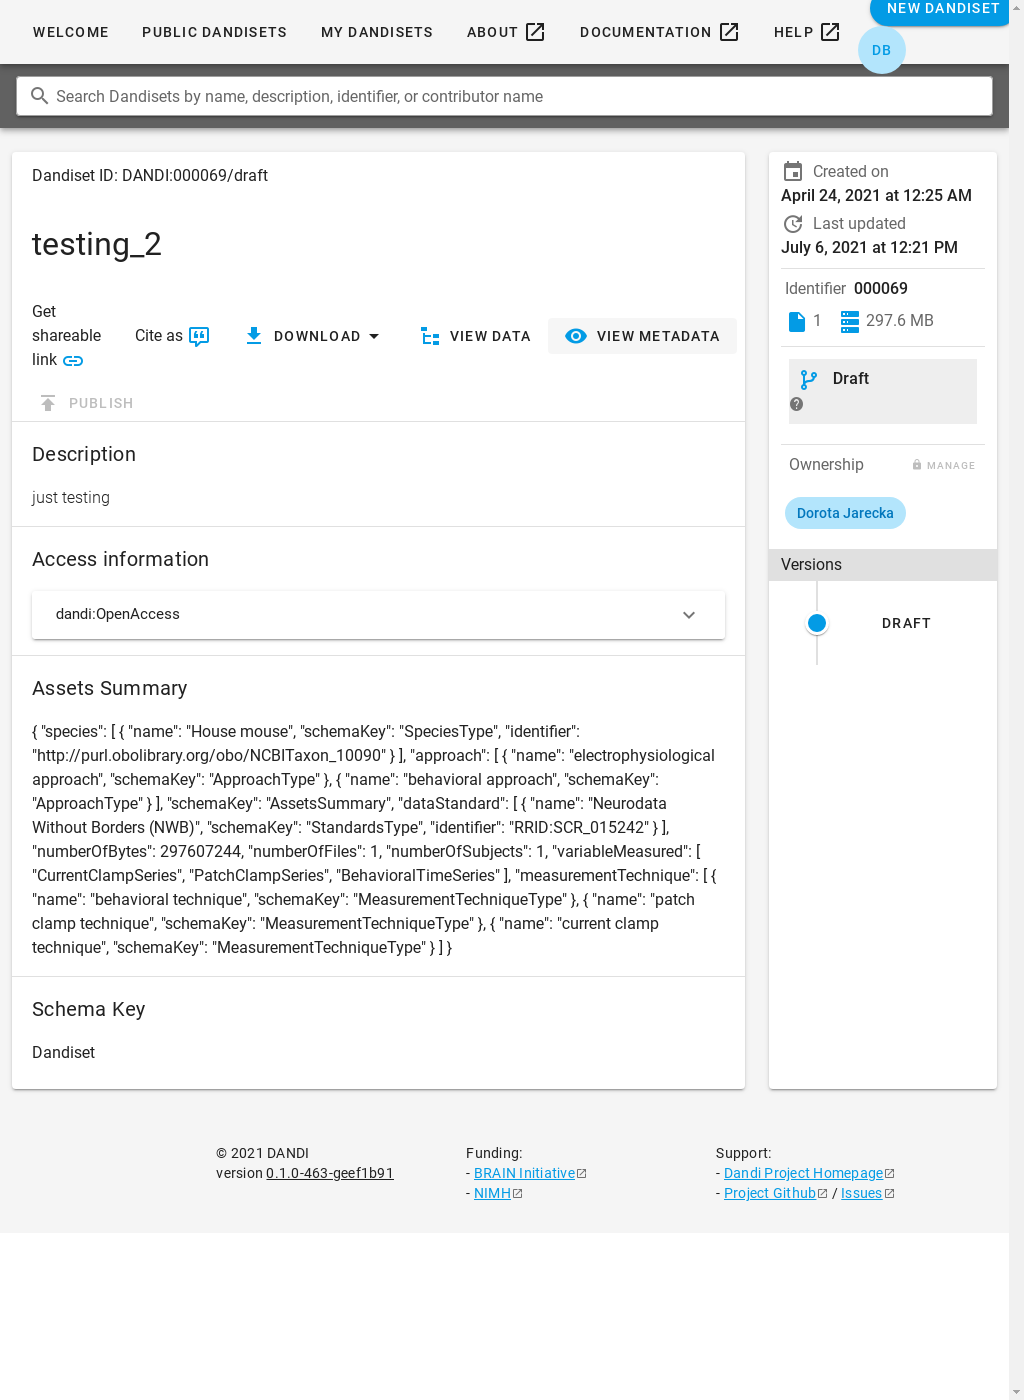 WELCOME PUBLIC DANDISETS MY DANDISETS ABOUT DOCUMENTATION HELP NEW DANDISET
DB
Search Dandisets by name, description, identifier, or contributor name
Dandiset ID: DANDI:000069/draft
testing_2
Get
shareable
link
Cite as DOWNLOAD VIEW DATA VIEW METADATA
PUBLISH
Description
just testing
Access information
dandi:OpenAccess
Assets Summary
{ "species": [ { "name": "House mouse", "schemaKey": "SpeciesType", "identifier":
"http://purl.obolibrary.org/obo/NCBITaxon_10090" } ], "approach": [ { "name": "electrophysiological
approach", "schemaKey": "ApproachType" }, { "name": "behavioral approach", "schemaKey":
"ApproachType" } ], "schemaKey": "AssetsSummary", "dataStandard": [ { "name": "Neurodata
Without Borders (NWB)", "schemaKey": "StandardsType", "identifier": "RRID:SCR_015242" } ],
"numberOfBytes": 297607244, "numberOfFiles": 1, "numberOfSubjects": 1, "variableMeasured": [
"CurrentClampSeries", "PatchClampSeries", "BehavioralTimeSeries" ], "measurementTechnique": [ {
"name": "behavioral technique", "schemaKey": "MeasurementTechniqueType" }, { "name": "patch
clamp technique", "schemaKey": "MeasurementTechniqueType" }, { "name": "current clamp
technique", "schemaKey": "MeasurementTechniqueType" } ] }
Schema Key
Dandiset
Created on
April 24, 2021 at 12:25 AM
Last updated
July 6, 2021 at 12:21 PM
Identifier 000069
1 297.6 MB
Draft
Ownership MANAGE
Dorota Jarecka
Versions
DRAFT
© 2021 DANDI
version 0.1.0-463-geef1b91
Funding:
- BRAIN Initiative
- NIMH
Support:
- Dandi Project Homepage
- Project Github / Issues